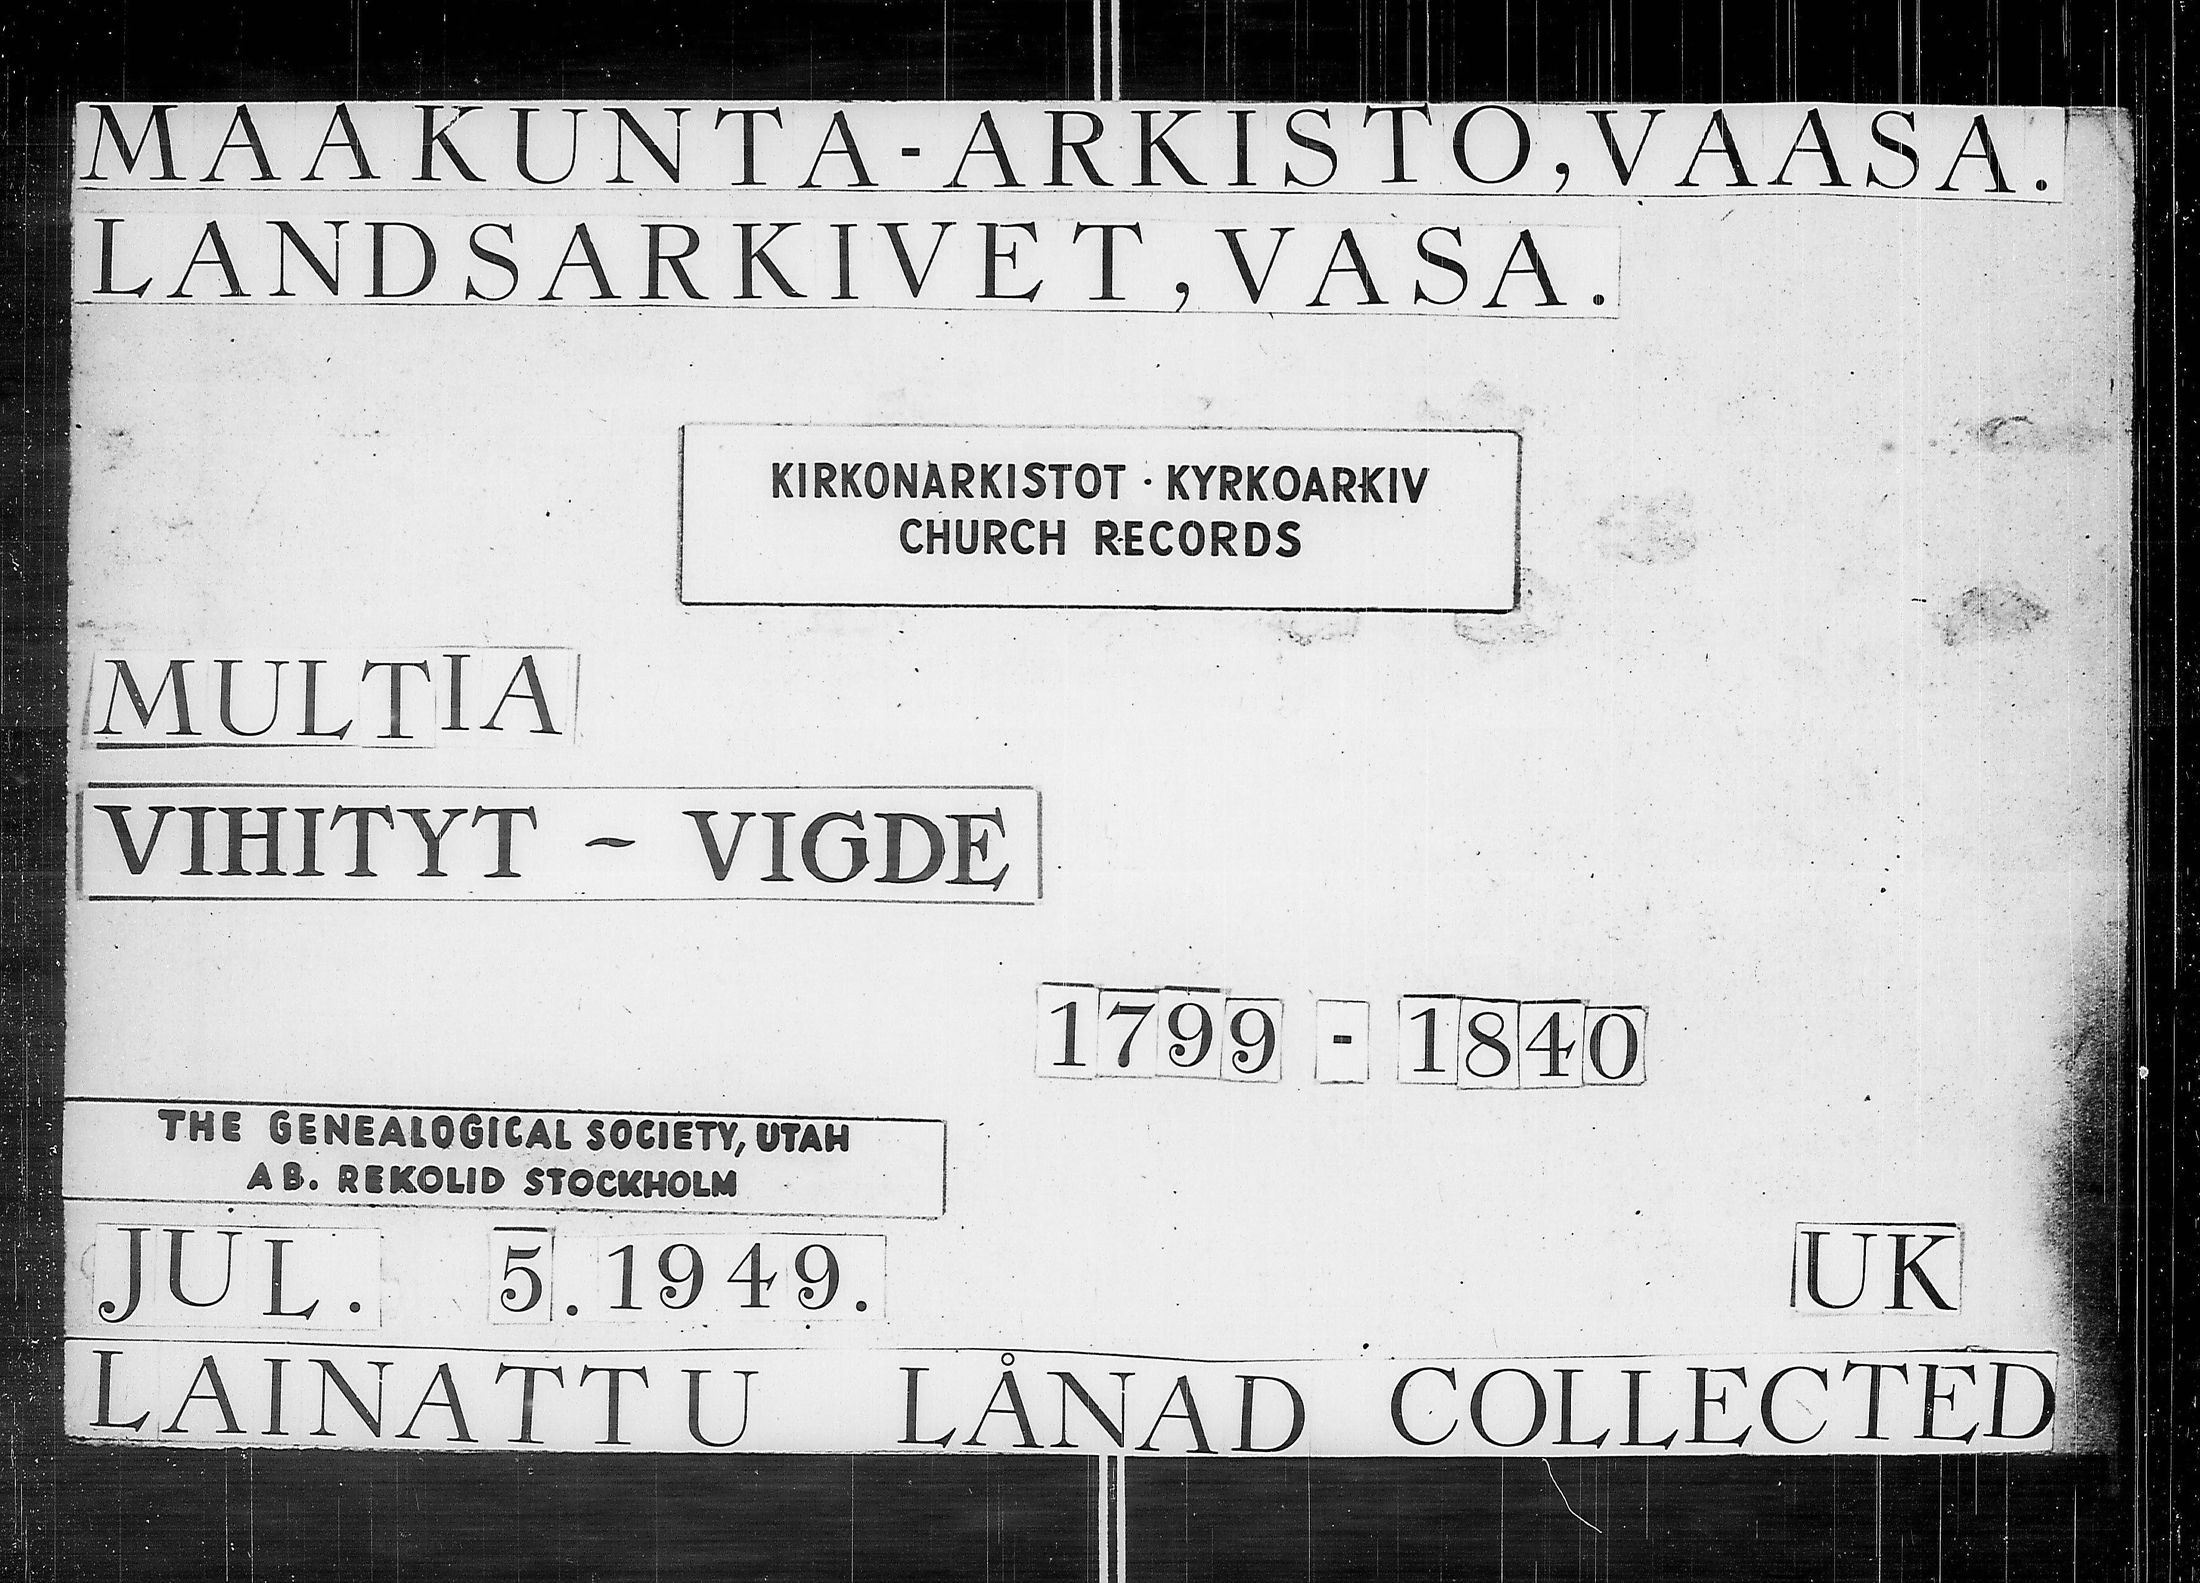 MAAKUNTA-ARKISTO, VAASA.
LANDSARKIVET, VASA.
KIRKONARKISTOT · KYRKOARKIV
CHURCH RECORDS
MULTIA
VIHITYT ~ VIGDE
1799 - 1840
THE GENEALOGICAL SOCIETY, UTAH
AB. REKOLID STOCKHOLM
JUL. 5.1949. UK
LAINATTU LÅNAD COLLECTED